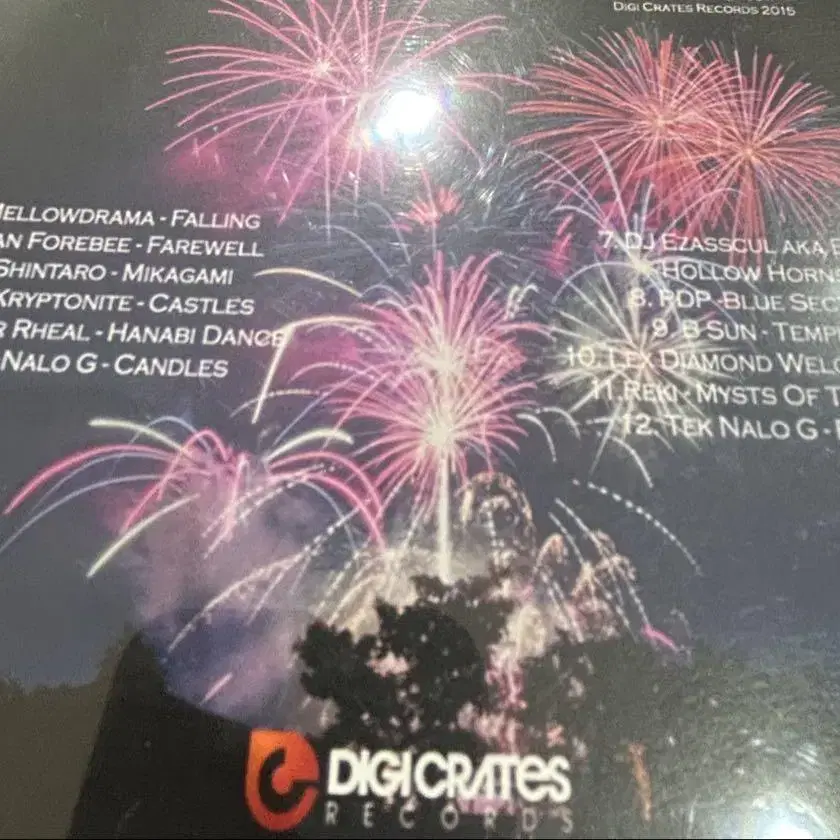 DIGI CRATES RECORDS 2015
MELLOWDRAMA - FALLING
AN FOREBEE - FAREWELL
SHINTARO - MIKAGAMI
KRYPTONITE - CASTLES
R RHEAL - HANABI DANCE
NALO G - CANDLES
7. DJ EZASSCUL AKA
HOLLOW HORN
8. PDP - BLUE
9. B SUN -
10. LEX DIAMOND
11. REKI - MYSTS OF
12. TEK NALO G -
DIGI CRATES
RECORDS